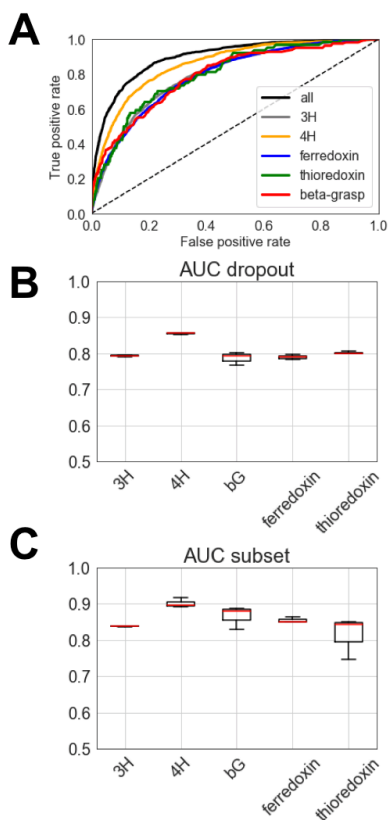 A
1.0
0.8
0.6
0.4
0.2
0.0
True positive rate
all
3H
4H
ferredoxin
thioredoxin
beta-grasp
0.0 0.2 0.4 0.6 0.8 1.0
False positive rate
B
AUC dropout
1.0
0.9
0.8
0.7
0.6
0.5
3H 4H bG ferredoxin thioredoxin
C
AUC subset
1.0
0.9
0.8
0.7
0.6
0.5
3H 4H bG ferredoxin thioredoxin